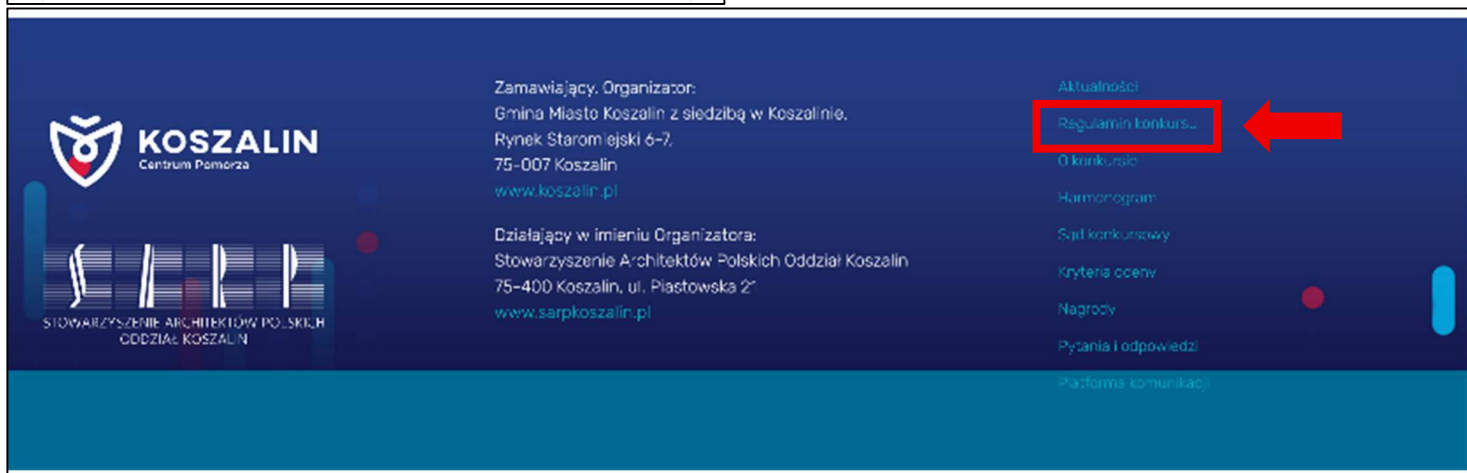 KOSZALIN
Centrum Pomorza
SARP
STOWARZYSZENIE ARCHITEKTÓW POLSKICH
ODDZIAŁ KOSZALIN
Zamawiający, Organizator:
Gmina Miasto Koszalin z siedzibą w Koszalinie,
Rynek Staromiejski 6-7,
75-007 Koszalin
www.koszalin.pl
Działający w imieniu Organizatora:
Stowarzyszenie Architektów Polskich Oddział Koszalin
75-400 Koszalin, ul. Piastowska 21
www.sarpkoszalin.pl
Aktualności
Regulamin konkursu
O konkursie
Harmonogram
Sąd konkursowy
Kryteria oceny
Nagrody
Pytania i odpowiedzi
Platforma komunikacji